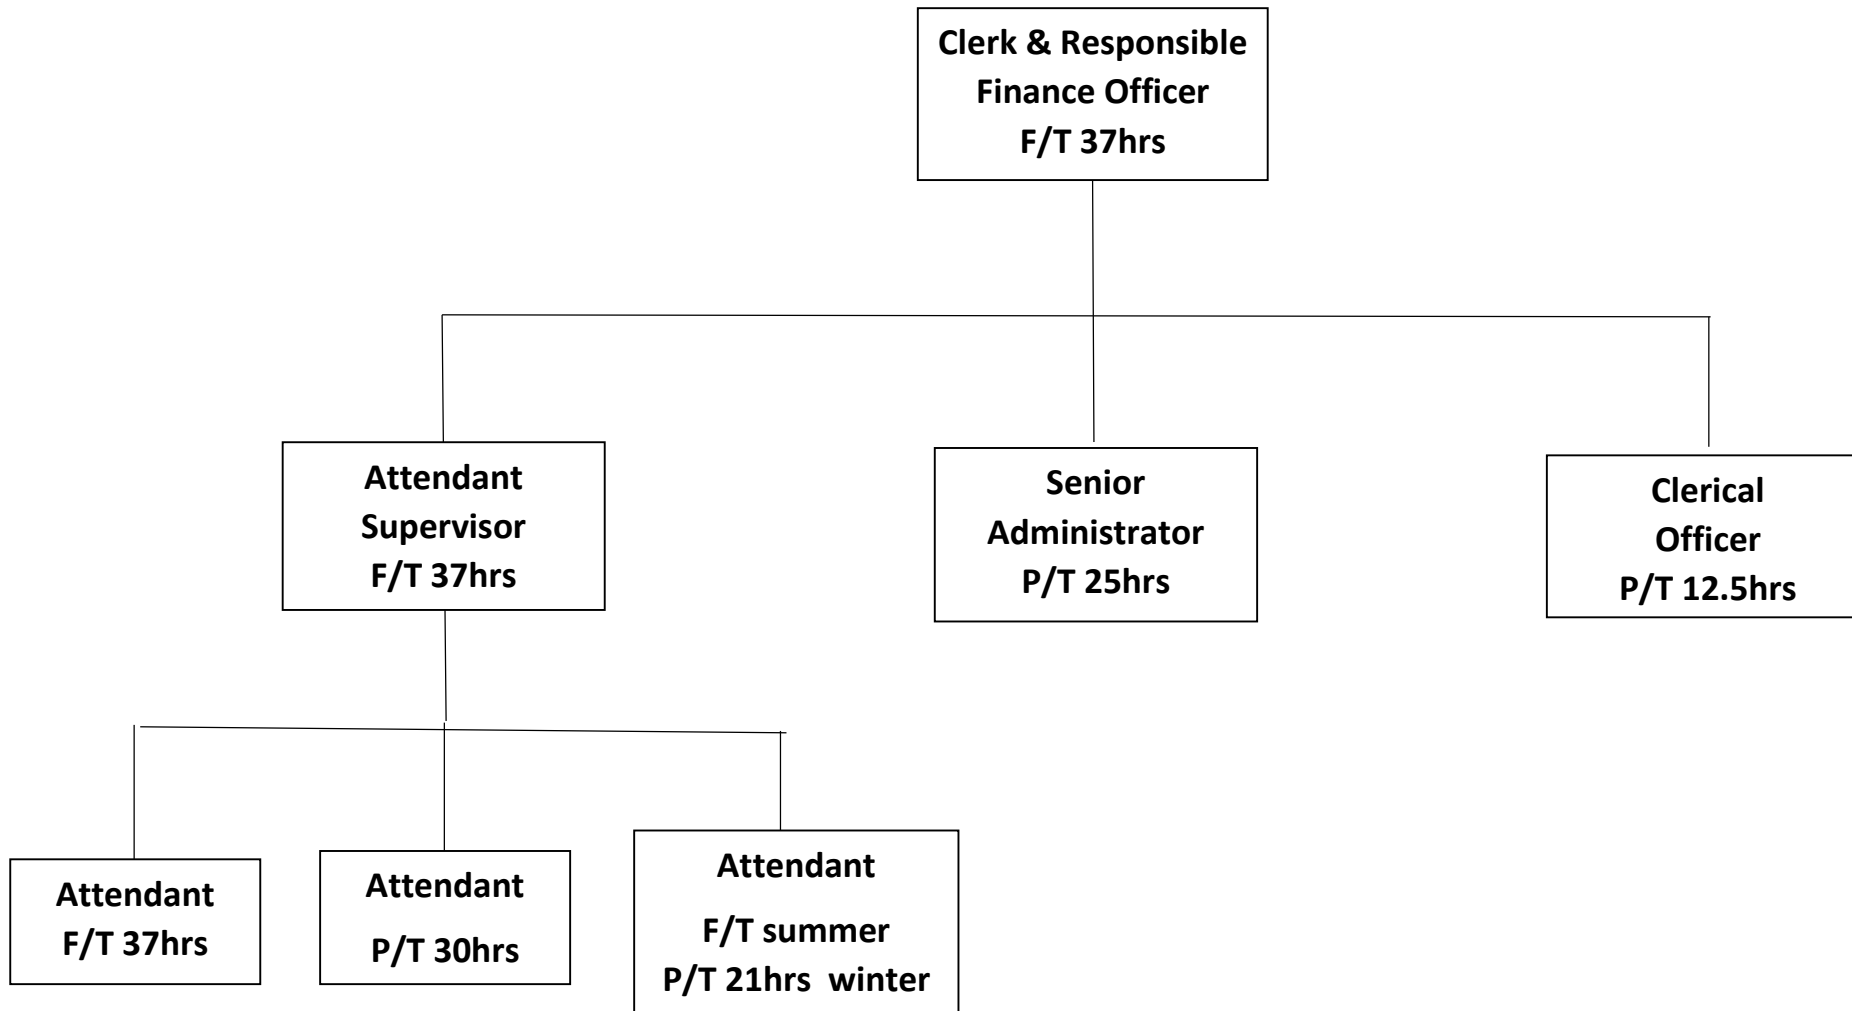 Clerk & Responsible
Finance Officer
F/T 37hrs
Attendant
Supervisor
F/T 37hrs
Senior
Administrator
P/T 25hrs
Clerical
Officer
P/T 12.5hrs
Attendant
F/T 37hrs
Attendant
P/T 30hrs
Attendant
F/T summer
P/T 21hrs  winter